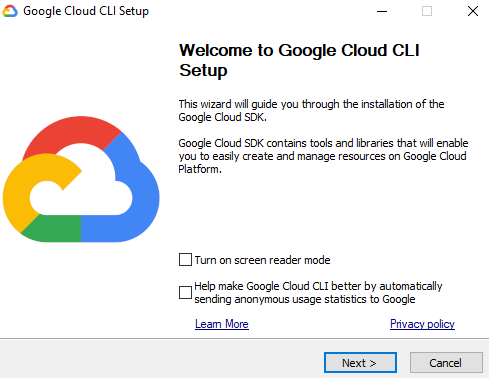 Google Cloud CLI Setup
Welcome to Google Cloud CLI
Setup
This wizard will guide you through the installation of the
Google Cloud SDK.
Google Cloud SDK contains tools and libraries that will enable
you to easily create and manage resources on Google Cloud
Platform.
Turn on screen reader mode
Help make Google Cloud CLI better by automatically
sending anonymous usage statistics to Google
Learn More
Privacy policy
Next >
Cancel